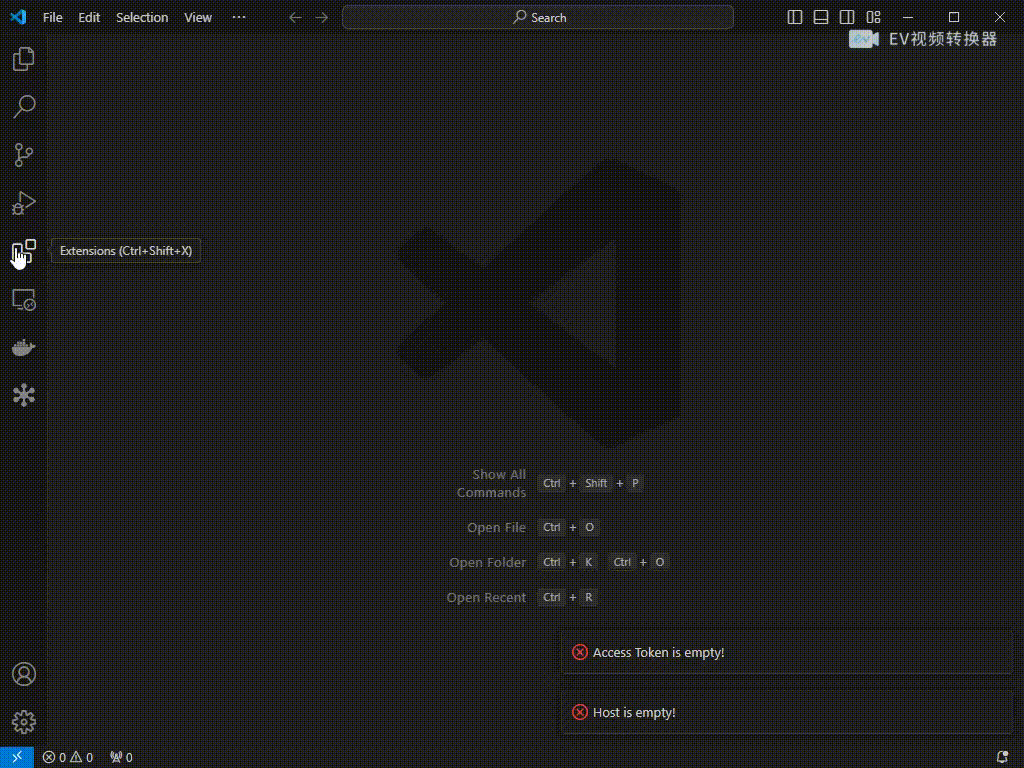 File Edit Selection View ... Search
EV视频转换器
Extensions (Ctrl+Shift+X)
Show All
Commands Ctrl + Shift + P
Open File Ctrl + O
Open Folder Ctrl + K Ctrl + O
Open Recent Ctrl + R
Access Token is empty!
Host is empty!
0 0 0